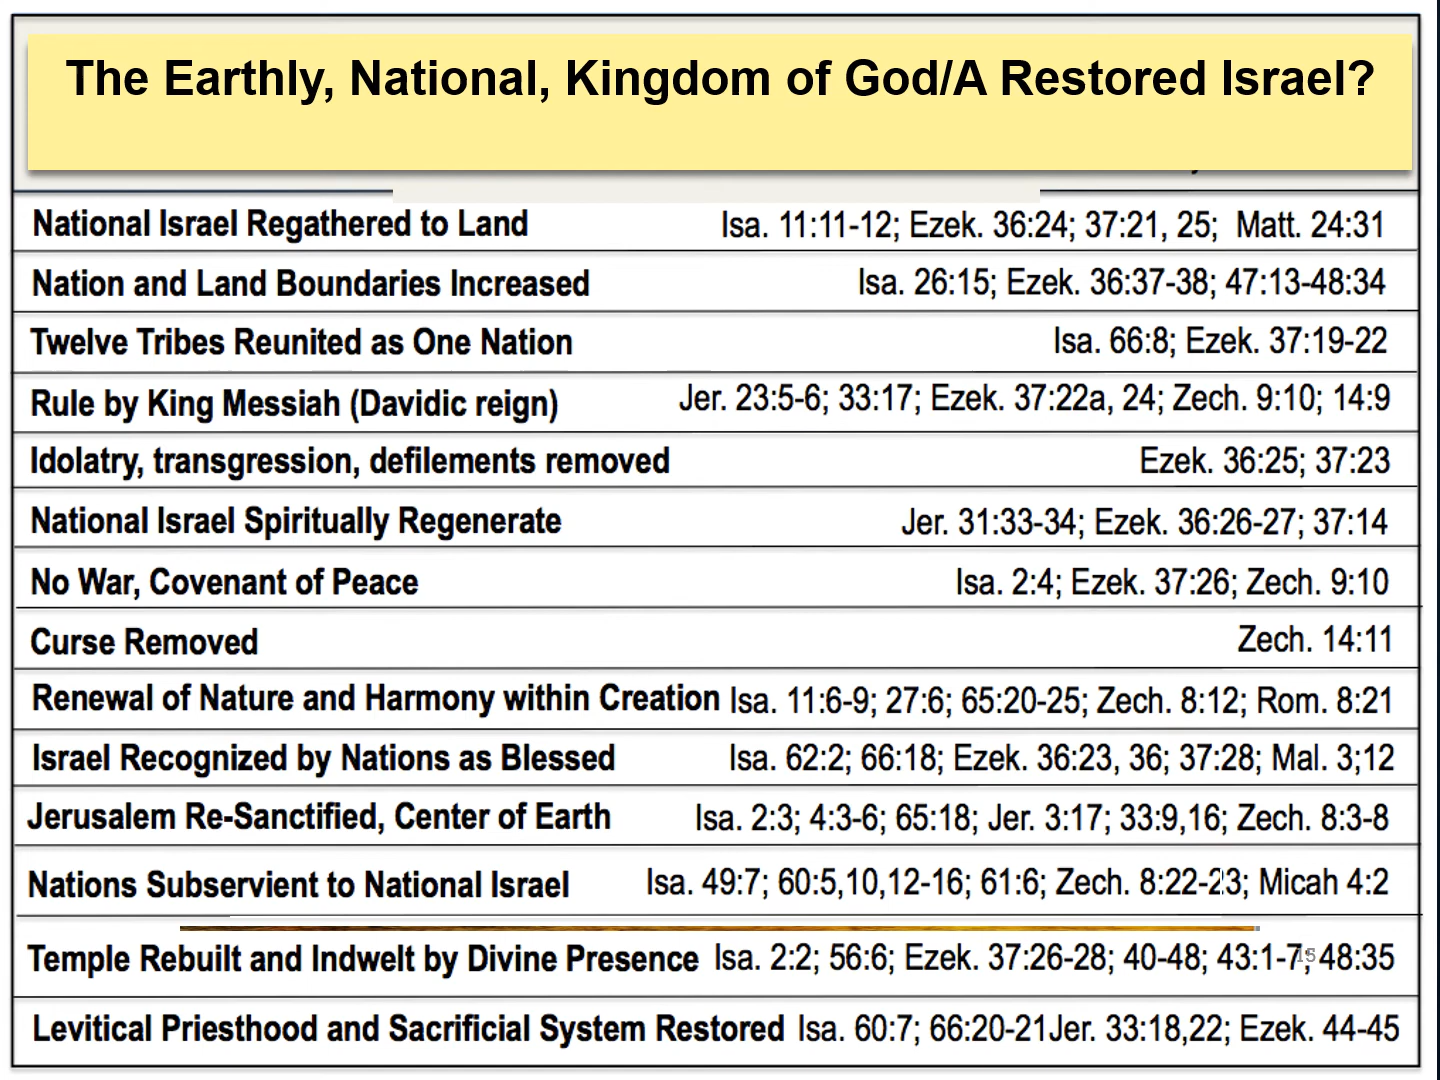 The Earthly, National, Kingdom of God/A Restored Israel?
National Israel Regathered to Land Isa. 11:11-12; Ezek. 36:24; 37:21, 25; Matt. 24:31
Nation and Land Boundaries Increased Isa. 26:15; Ezek. 36:37-38; 47:13-48:34
Twelve Tribes Reunited as One Nation Isa. 66:8; Ezek. 37:19-22
Rule by King Messiah (Davidic reign) Jer. 23:5-6; 33:17; Ezek. 37:22a, 24; Zech. 9:10; 14:9
Idolatry, transgression, defilements removed Ezek. 36:25; 37:23
National Israel Spiritually Regenerate Jer. 31:33-34; Ezek. 36:26-27; 37:14
No War, Covenant of Peace Isa. 2:4; Ezek. 37:26; Zech. 9:10
Curse Removed Zech. 14:11
Renewal of Nature and Harmony within Creation Isa. 11:6-9; 27:6; 65:20-25; Zech. 8:12; Rom. 8:21
Israel Recognized by Nations as Blessed Isa. 62:2; 66:18; Ezek. 36:23, 36; 37:28; Mal. 3;12
Jerusalem Re-Sanctified, Center of Earth Isa. 2:3; 4:3-6; 65:18; Jer. 3:17; 33:9,16; Zech. 8:3-8
Nations Subservient to National Israel Isa. 49:7; 60:5,10,12-16; 61:6; Zech. 8:22-23; Micah 4:2
Temple Rebuilt and Indwelt by Divine Presence Isa. 2:2; 56:6; Ezek. 37:26-28; 40-48; 43:1-7; 48:35
15
Levitical Priesthood and Sacrificial System Restored Isa. 60:7; 66:20-21Jer. 33:18,22; Ezek. 44-45